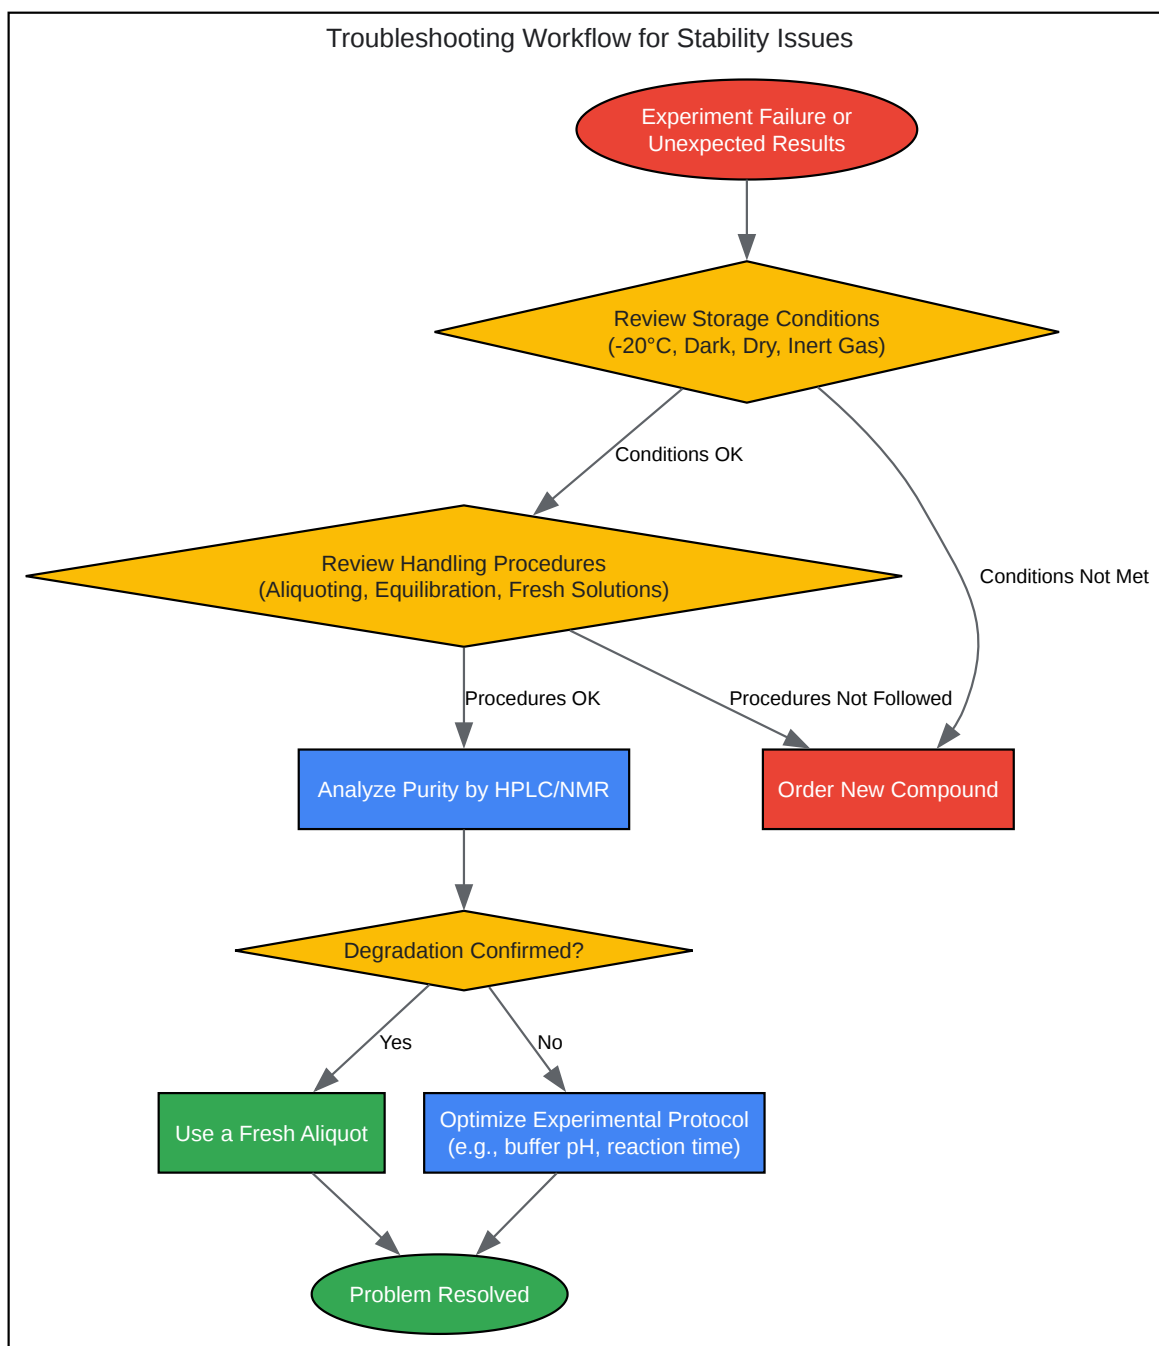 Troubleshooting Workflow for Stability Issues
Experiment Failure or
Unexpected Results
Review Storage Conditions
(-20°C, Dark, Dry, Inert Gas)
Conditions OK
Review Handling Procedures
(Aliquoting, Equilibration, Fresh Solutions)
Conditions Not Met
Procedures OK
Procedures Not Followed
Analyze Purity by HPLC/NMR
Order New Compound
Degradation Confirmed?
Yes
No
Use a Fresh Aliquot
Optimize Experimental Protocol
(e.g., buffer pH, reaction time)
Problem Resolved